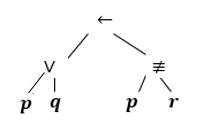 ←
∨ ≢
p q p r